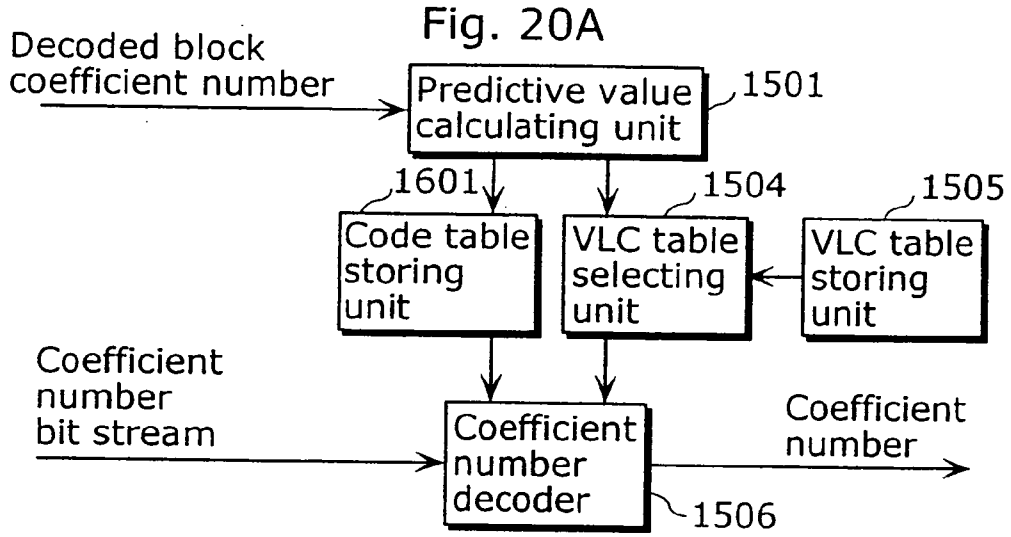 Fig. 20A
Decoded block
coefficient number
Predictive value
calculating unit
1501
1601
1504
1505
Code table
storing
unit
VLC table
selecting
unit
VLC table
storing
unit
Coefficient
number
bit stream
Coefficient
number
decoder
Coefficient
number
1506